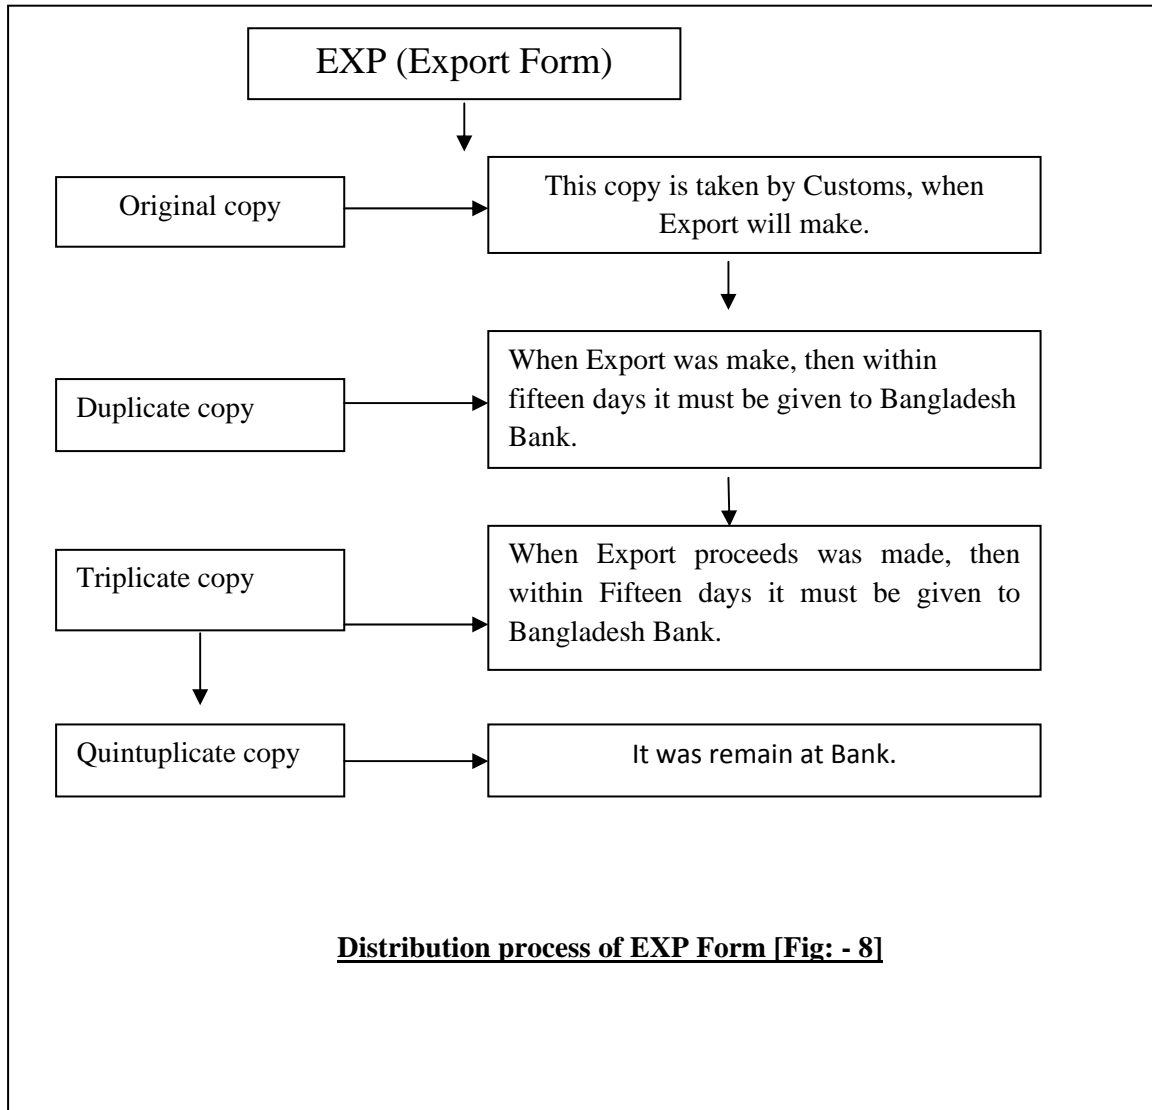 EXP (Export Form)
Original copy
This copy is taken by Customs, when
Export will make.
Duplicate copy
When Export was make, then within
fifteen days it must be given to Bangladesh
Bank.
Triplicate copy
When Export proceeds was made, then
within Fifteen days it must be given to
Bangladesh Bank.
Quintuplicate copy
It was remain at Bank.
Distribution process of EXP Form [Fig: - 8]